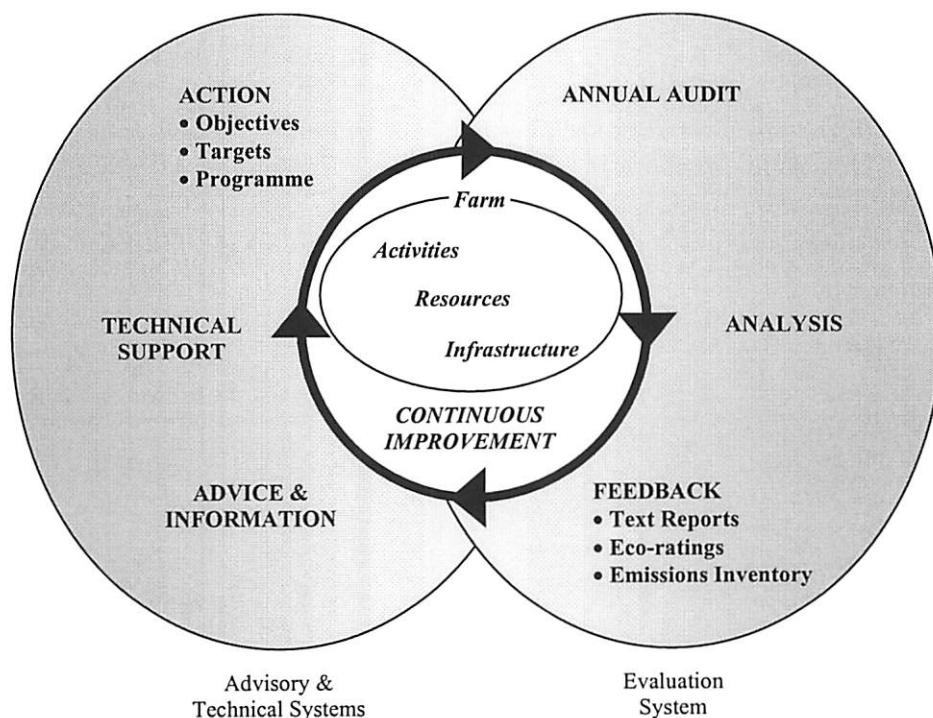 ACTION
• Objectives
• Targets
• Programme
ANNUAL AUDIT
Farm
Activities
Resources
Infrastructure
TECHNICAL
SUPPORT
ANALYSIS
CONTINUOUS
IMPROVEMENT
ADVICE &
INFORMATION
FEEDBACK
• Text Reports
• Eco-ratings
• Emissions Inventory
Advisory &
Technical Systems
Evaluation
System